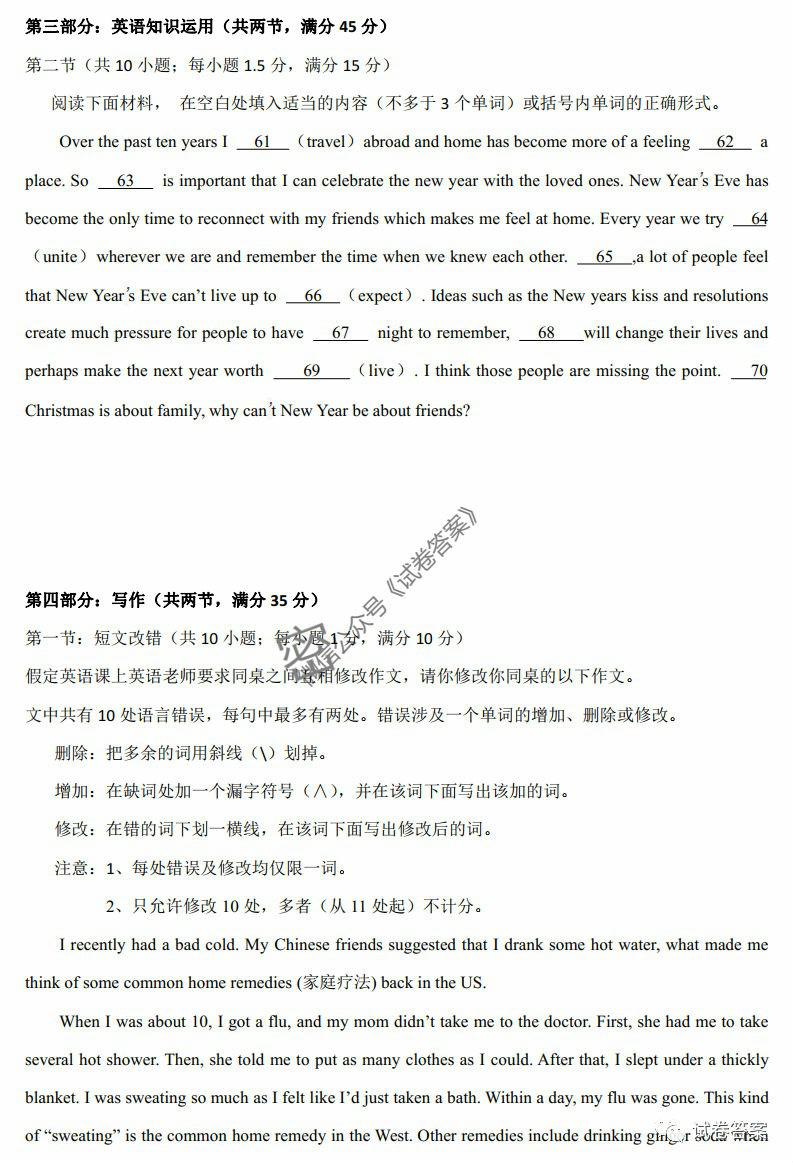 第三部分：英语知识运用（共两节，满分 45 分）
第二节（共 10 小题；每小题 1.5 分，满分 15 分）
阅读下面材料， 在空白处填入适当的内容（不多于 3 个单词）或括号内单词的正确形式。
Over the past ten years I 61 （travel）abroad and home has become more of a feeling 62 a
place. So 63 is important that I can celebrate the new year with the loved ones. New Year’s Eve has
become the only time to reconnect with my friends which makes me feel at home. Every year we try 64
（unite）wherever we are and remember the time when we knew each other. 65 ,a lot of people feel
that New Year’s Eve can’t live up to 66 （expect）. Ideas such as the New years kiss and resolutions
create much pressure for people to have 67 night to remember, 68 will change their lives and
perhaps make the next year worth 69 （live）. I think those people are missing the point. 70
Christmas is about family, why can’t New Year be about friends?
第四部分：写作（共两节，满分 35 分）
第一节：短文改错（共 10 小题；每小题 1 分，满分 10 分）
假定英语课上英语老师要求同桌之间互相修改作文，请你修改你同桌的以下作文。
文中共有 10 处语言错误，每句中最多有两处。错误涉及一个单词的增加、删除或修改。
删除：把多余的词用斜线（\）划掉。
增加：在缺词处加一个漏字符号（∧），并在该词下面写出该加的词。
修改：在错的词下划一横线，在该词下面写出修改后的词。
注意：1、每处错误及修改均仅限一词。
2、只允许修改 10 处，多者（从 11 处起）不计分。
I recently had a bad cold. My Chinese friends suggested that I drank some hot water, what made me
think of some common home remedies (家庭疗法) back in the US.
When I was about 10, I got a flu, and my mom didn’t take me to the doctor. First, she had me to take
several hot shower. Then, she told me to put as many clothes as I could. After that, I slept under a thickly
blanket. I was sweating so much as I felt like I’d just taken a bath. Within a day, my flu was gone. This kind
of “sweating” is the common home remedy in the West. Other remedies include drinking ginger soda when
密
微信公众号《试卷答案》
试卷答案